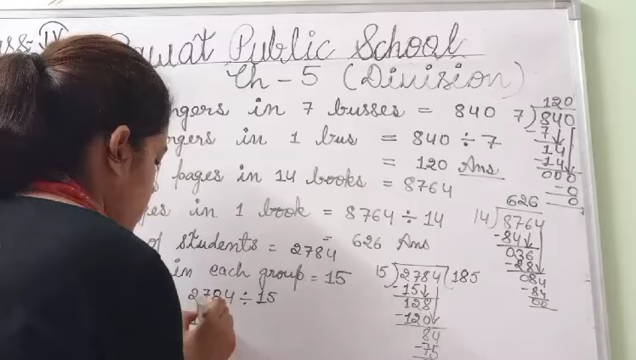 Public School
Ch - 5 (Division)
in 7 busses = 840
in 1 bus = 840 ÷ 7
= 120 Ans
pages in 14 books = 8764
in 1 book = 8764 ÷ 14
= 626 Ans
of students = 2784
in each group = 15
2784 ÷ 15
120
7) 840
7↓
14
-14↓
000
-0
0
626
14) 8764
-84↓
036
-28↓
084
-84
00
15) 2784 (185
-15↓
128
-120↓
84
-75